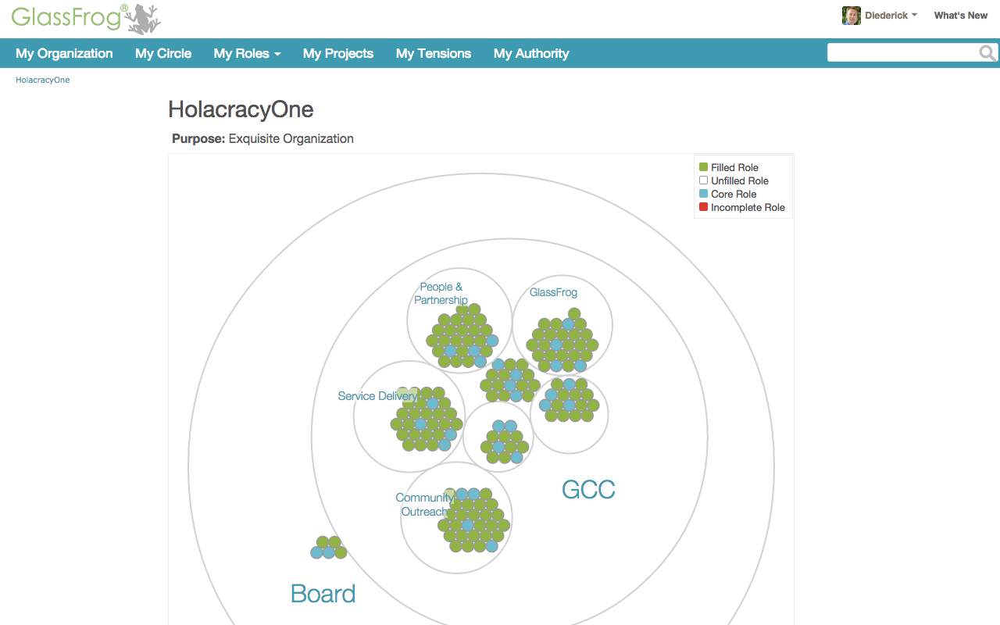 GlassFrog®
Diederick
What's New
My Organization
My Circle
My Roles
My Projects
My Tensions
My Authority
HolacracyOne
HolacracyOne
Purpose: Exquisite Organization
Filled Role
Unfilled Role
Core Role
Incomplete Role
People &
Partnership
GlassFrog
Service Delivery
Community
Outreach
GCC
Board